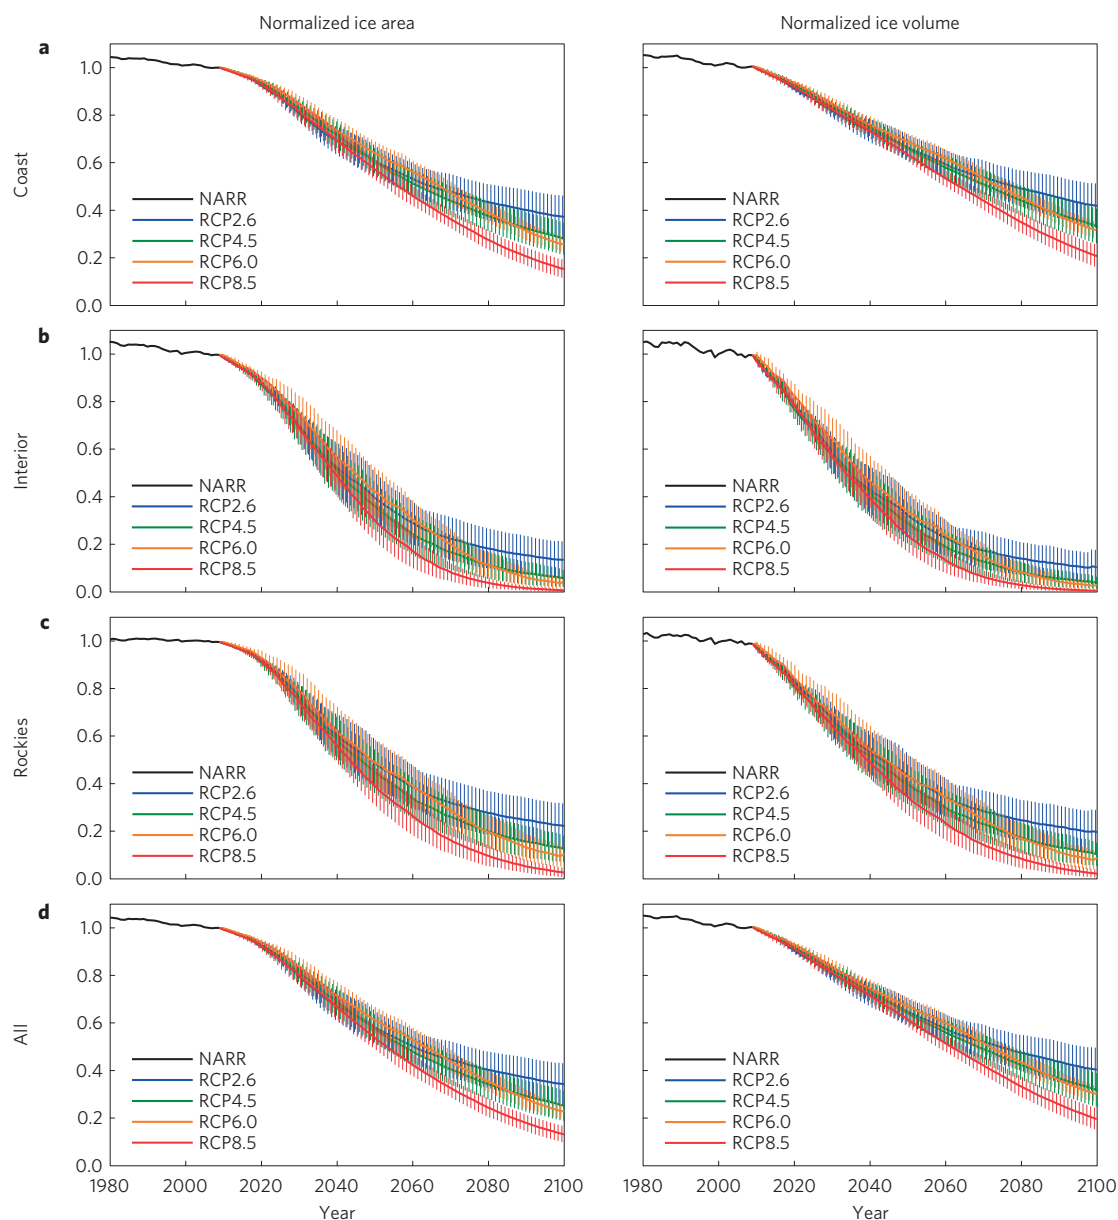 Normalized ice area
Normalized ice volume
a
Coast
1.0
0.8
0.6
0.4
0.2
0.0
NARR
RCP2.6
RCP4.5
RCP6.0
RCP8.5
NARR
RCP2.6
RCP4.5
RCP6.0
RCP8.5
b
Interior
1.0
0.8
0.6
0.4
0.2
0.0
NARR
RCP2.6
RCP4.5
RCP6.0
RCP8.5
NARR
RCP2.6
RCP4.5
RCP6.0
RCP8.5
c
Rockies
1.0
0.8
0.6
0.4
0.2
0.0
NARR
RCP2.6
RCP4.5
RCP6.0
RCP8.5
NARR
RCP2.6
RCP4.5
RCP6.0
RCP8.5
d
All
1.0
0.8
0.6
0.4
0.2
0.0
NARR
RCP2.6
RCP4.5
RCP6.0
RCP8.5
NARR
RCP2.6
RCP4.5
RCP6.0
RCP8.5
1980 2000 2020 2040 2060 2080 2100
1980 2000 2020 2040 2060 2080 2100
Year
Year